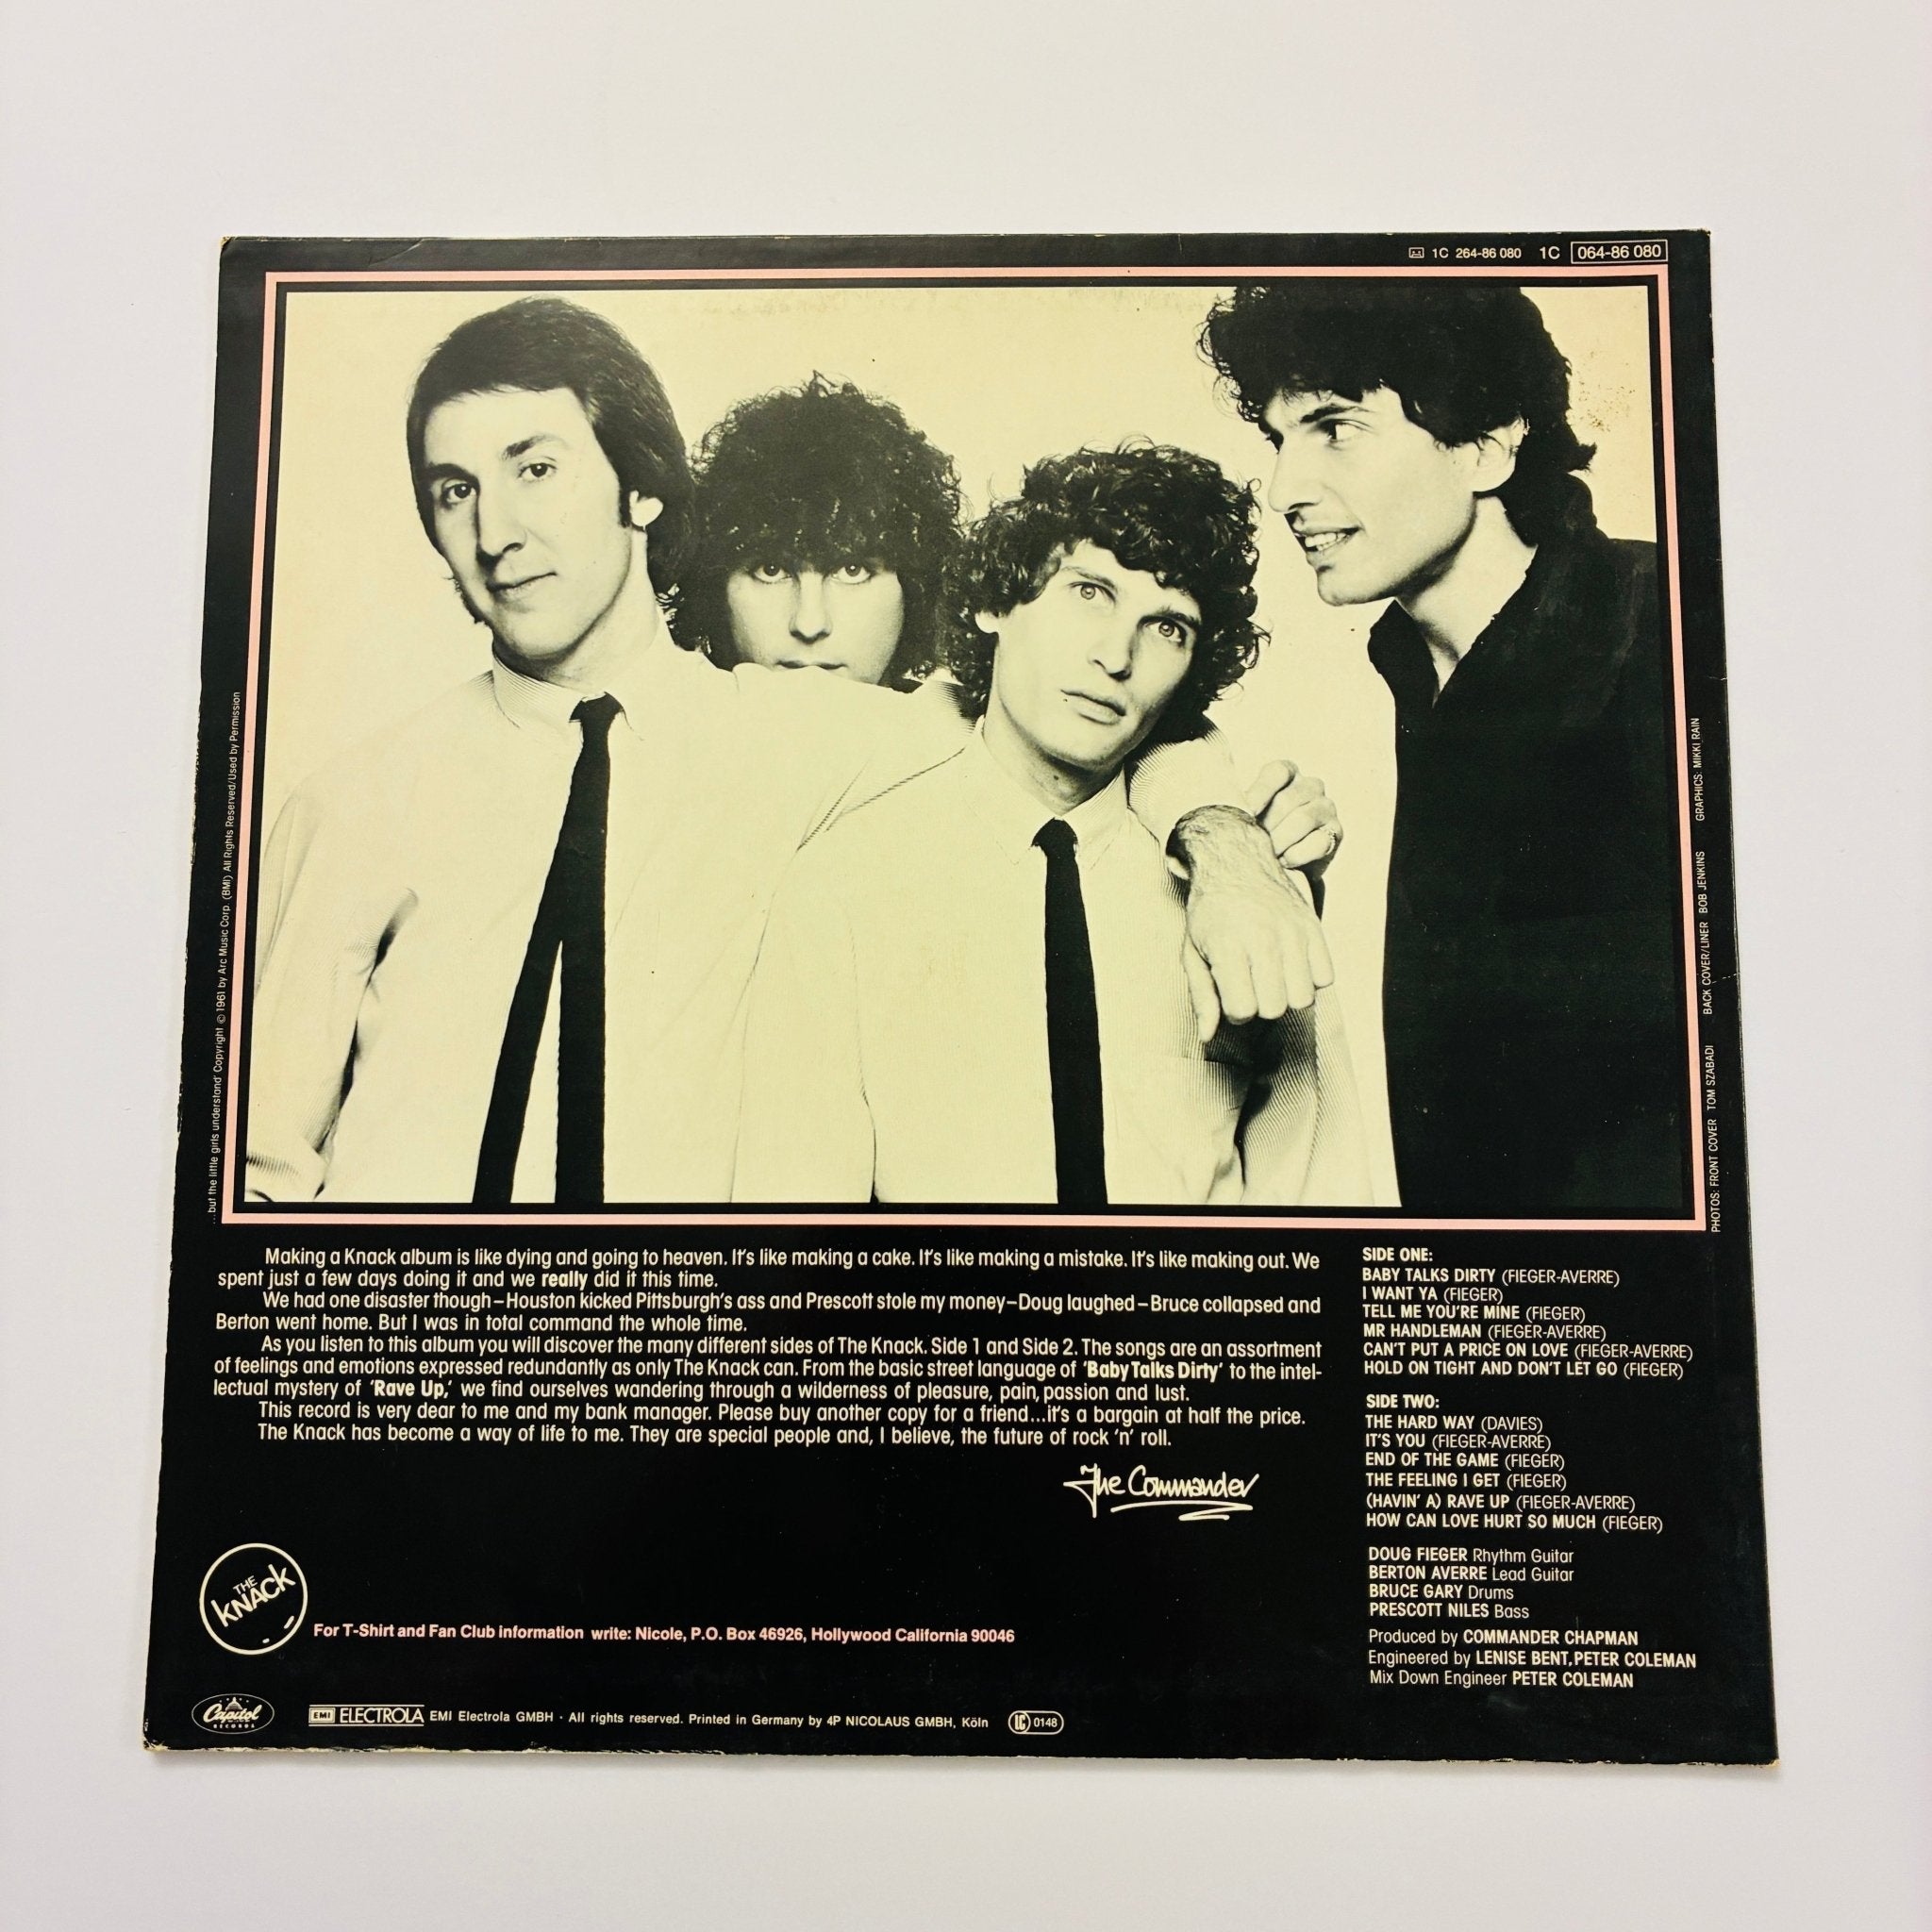 1C 264-86 080 1C 064-86 080
...but the little girls understand' Copyright © 1961 by Arc Music Corp. (BMI) All Rights Reserved/Used by Permission
PHOTOS: FRONT COVER TOM SZABADI BACK COVER/LINER BOB JENKINS GRAPHICS: MIKKI RAIN
Making a Knack album is like dying and going to heaven. It's like making a cake. It's like making a mistake. It's like making out. We
spent just a few days doing it and we really did it this time.
We had one disaster though–Houston kicked Pittsburgh's ass and Prescott stole my money–Doug laughed–Bruce collapsed and
Berton went home. But I was in total command the whole time.
As you listen to this album you will discover the many different sides of The Knack. Side 1 and Side 2. The songs are an assortment
of feelings and emotions expressed redundantly as only The Knack can. From the basic street language of 'Baby Talks Dirty' to the intel-
lectual mystery of 'Rave Up,' we find ourselves wandering through a wilderness of pleasure, pain, passion and lust.
This record is very dear to me and my bank manager. Please buy another copy for a friend...it's a bargain at half the price.
The Knack has become a way of life to me. They are special people and, I believe, the future of rock 'n' roll.
The Commander
SIDE ONE:
BABY TALKS DIRTY (FIEGER-AVERRE)
I WANT YA (FIEGER)
TELL ME YOU'RE MINE (FIEGER)
MR HANDLEMAN (FIEGER-AVERRE)
CAN'T PUT A PRICE ON LOVE (FIEGER-AVERRE)
HOLD ON TIGHT AND DON'T LET GO (FIEGER)
SIDE TWO:
THE HARD WAY (DAVIES)
IT'S YOU (FIEGER-AVERRE)
END OF THE GAME (FIEGER)
THE FEELING I GET (FIEGER)
(HAVIN' A) RAVE UP (FIEGER-AVERRE)
HOW CAN LOVE HURT SO MUCH (FIEGER)
DOUG FIEGER Rhythm Guitar
BERTON AVERRE Lead Guitar
BRUCE GARY Drums
PRESCOTT NILES Bass
Produced by COMMANDER CHAPMAN
Engineered by LENISE BENT, PETER COLEMAN
Mix Down Engineer PETER COLEMAN
THE
KNACK
For T-Shirt and Fan Club information write: Nicole, P.O. Box 46926, Hollywood California 90046
Capitol
RECORDS
EMI ELECTROLA EMI Electrola GMBH · All rights reserved. Printed in Germany by 4P NICOLAUS GMBH, Köln LC 0148